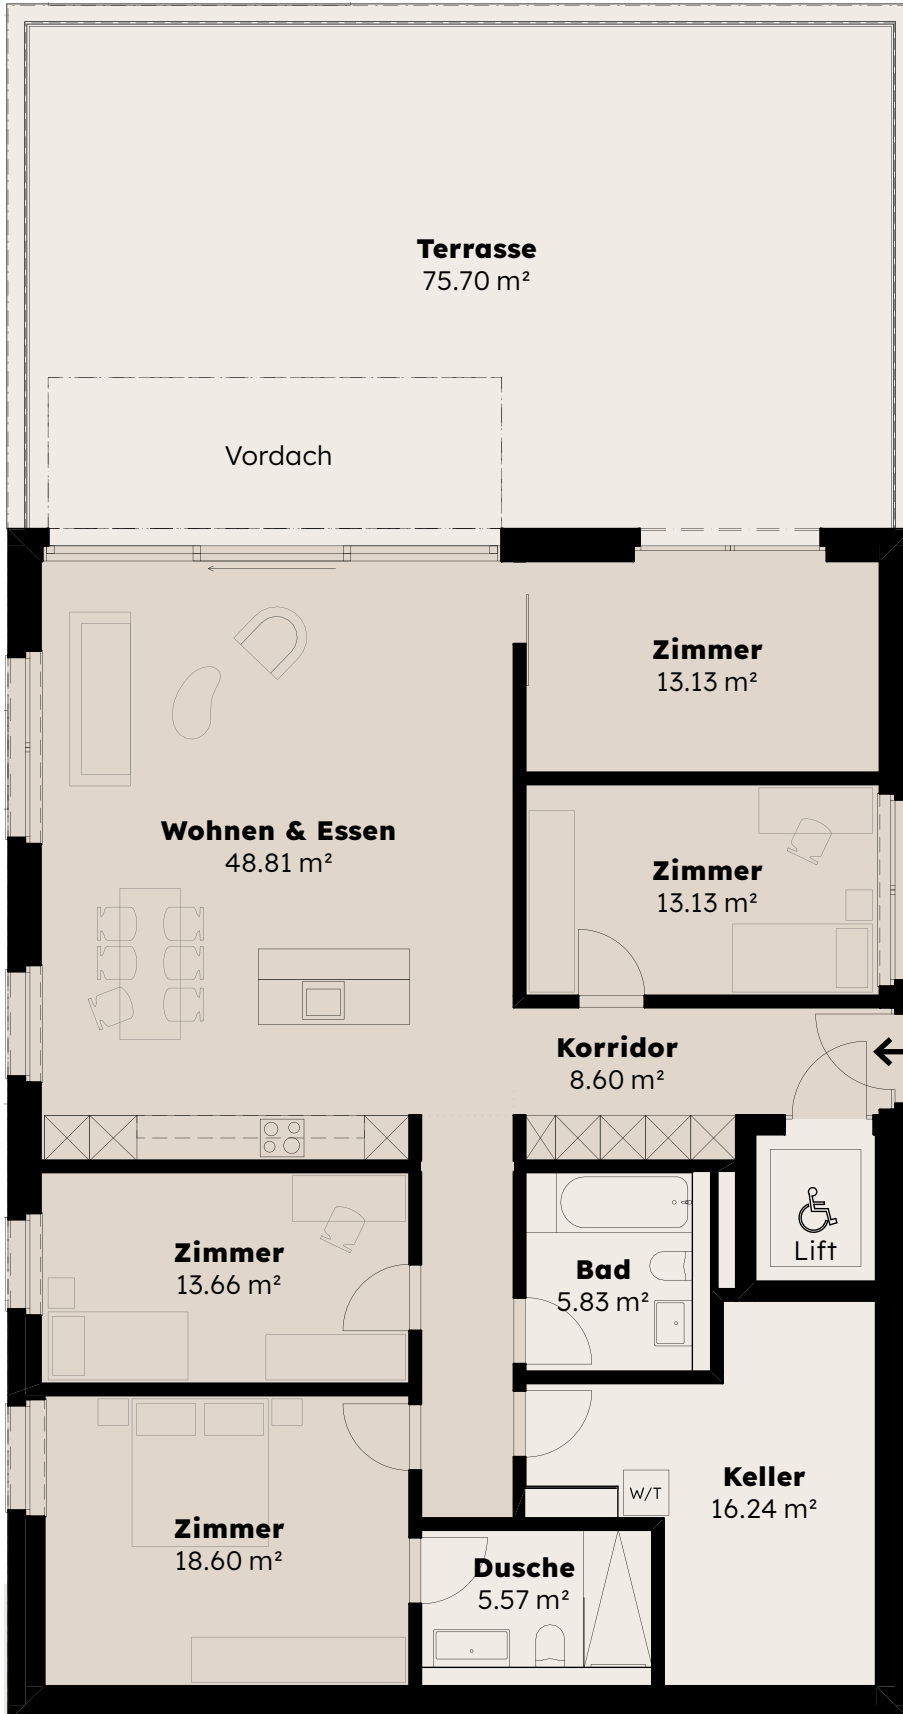 Terrasse
75.70 m²
Vordach
Zimmer
13.13 m²
Wohnen & Essen
48.81 m²
Zimmer
13.13 m²
Korridor
8.60 m²
Zimmer
13.66 m²
Bad
5.83 m²
Lift
Keller
16.24 m²
W/T
Zimmer
18.60 m²
Dusche
5.57 m²